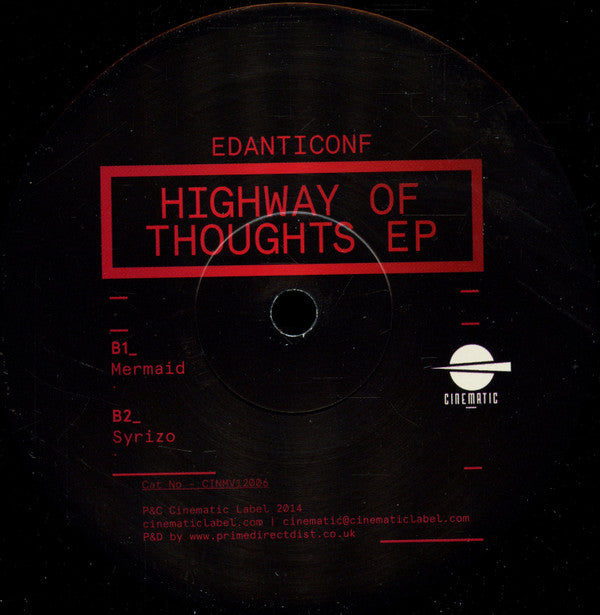 EDANTICONF
HIGHWAY OF
THOUGHTS EP
B1_
Mermaid
B2_
Syrizo
CINEMATIC
Cat No - CINMV12006
P&C Cinematic Label 2014
cinematiclabel.com | cinematic@cinematiclabel.com
P&D by www.primedirectdist.co.uk